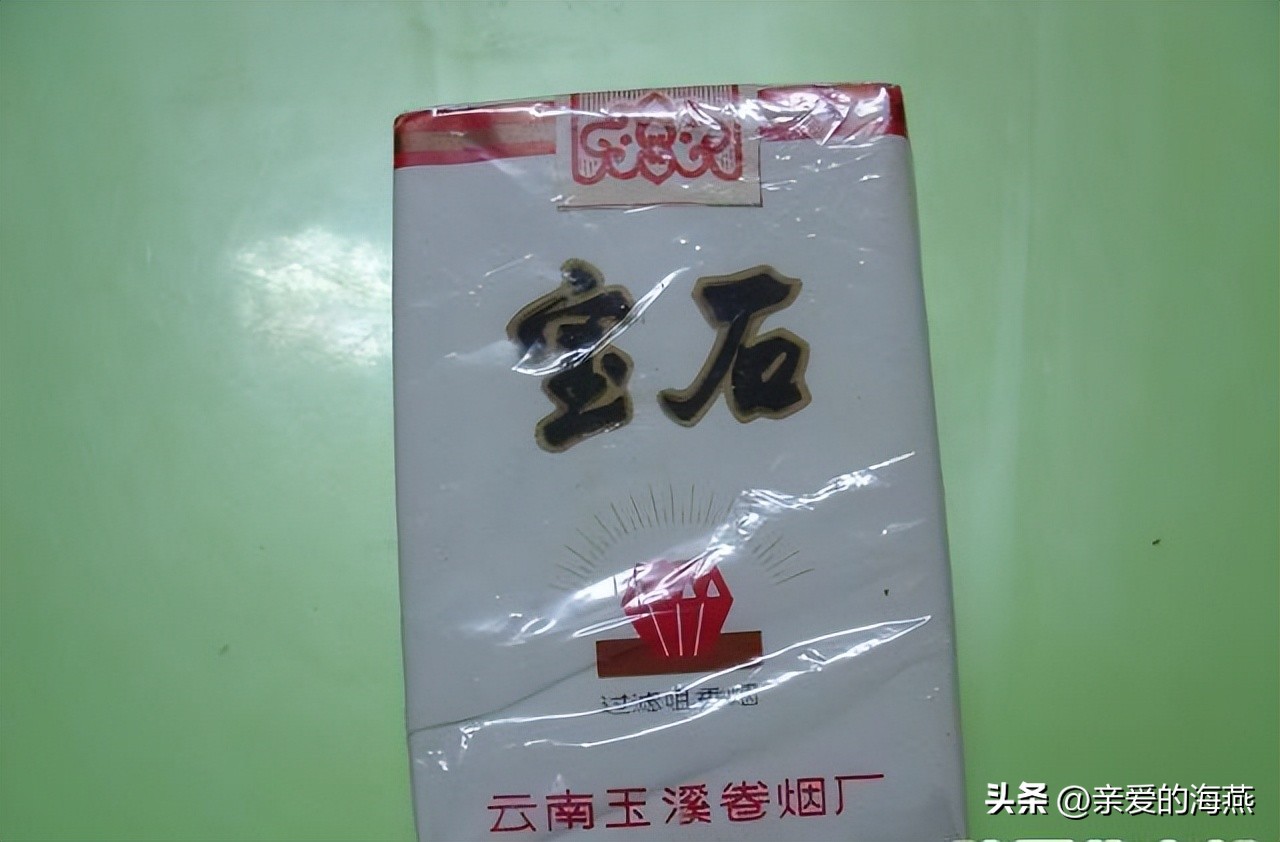 宝石
过滤咀香烟
云南玉溪卷烟厂
头条 @亲爱的海燕